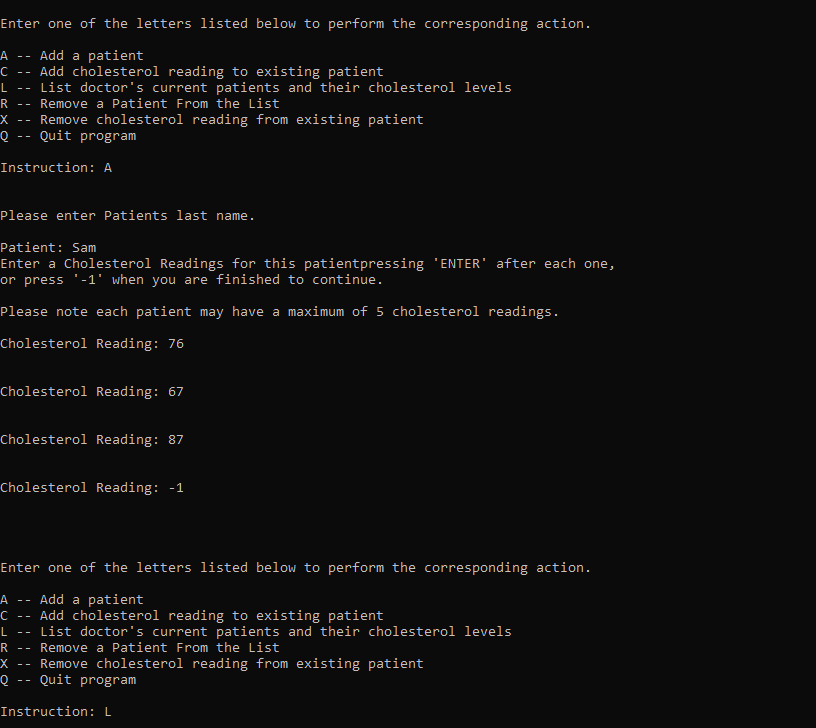 Enter one of the letters listed below to perform the corresponding action.
A -- Add a patient
C -- Add cholesterol reading to existing patient
L -- List doctor's current patients and their cholesterol levels
R -- Remove a Patient From the List
X -- Remove cholesterol reading from existing patient
Q -- Quit program
Instruction: A
Please enter Patients last name.
Patient: Sam
Enter a Cholesterol Readings for this patientpressing 'ENTER' after each one,
or press '-1' when you are finished to continue.
Please note each patient may have a maximum of 5 cholesterol readings.
Cholesterol Reading: 76
Cholesterol Reading: 67
Cholesterol Reading: 87
Cholesterol Reading: -1
Enter one of the letters listed below to perform the corresponding action.
A -- Add a patient
C -- Add cholesterol reading to existing patient
L -- List doctor's current patients and their cholesterol levels
R -- Remove a Patient From the List
X -- Remove cholesterol reading from existing patient
Q -- Quit program
Instruction: L